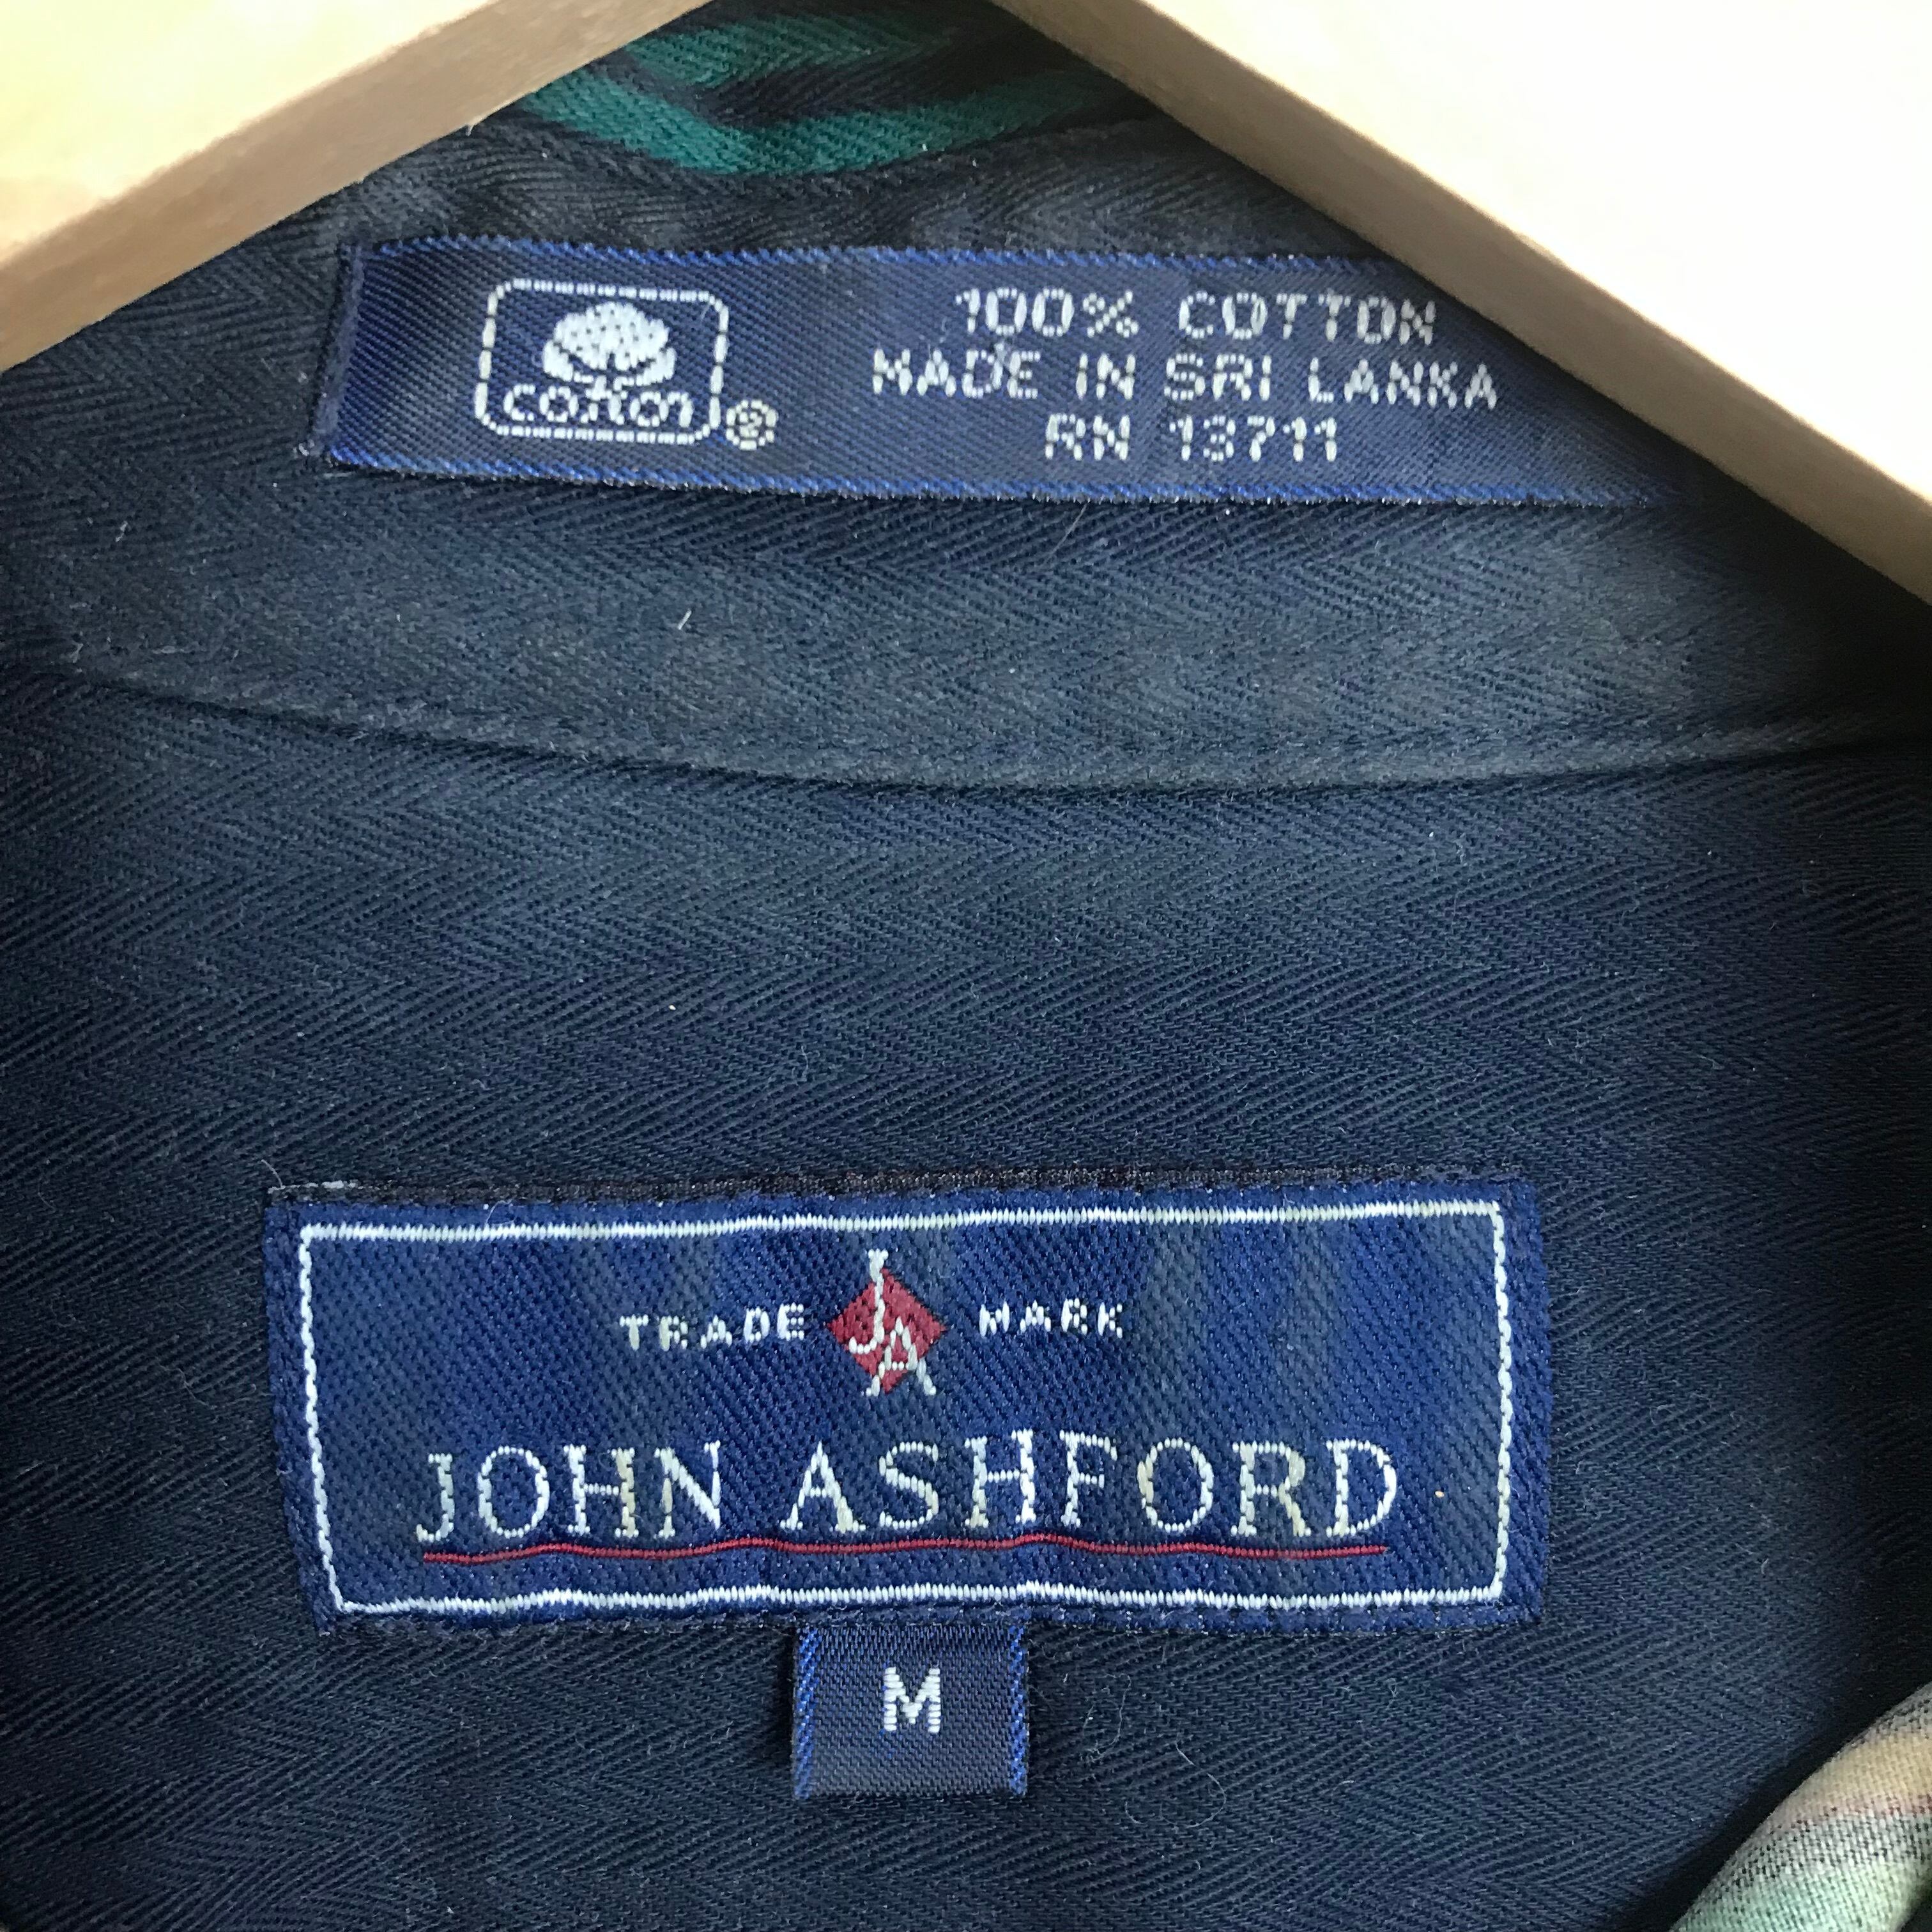 cotton ®
100% COTTON
MADE IN SRI LANKA
RN 13711
TRADE JA MARK
JOHN ASHFORD
M